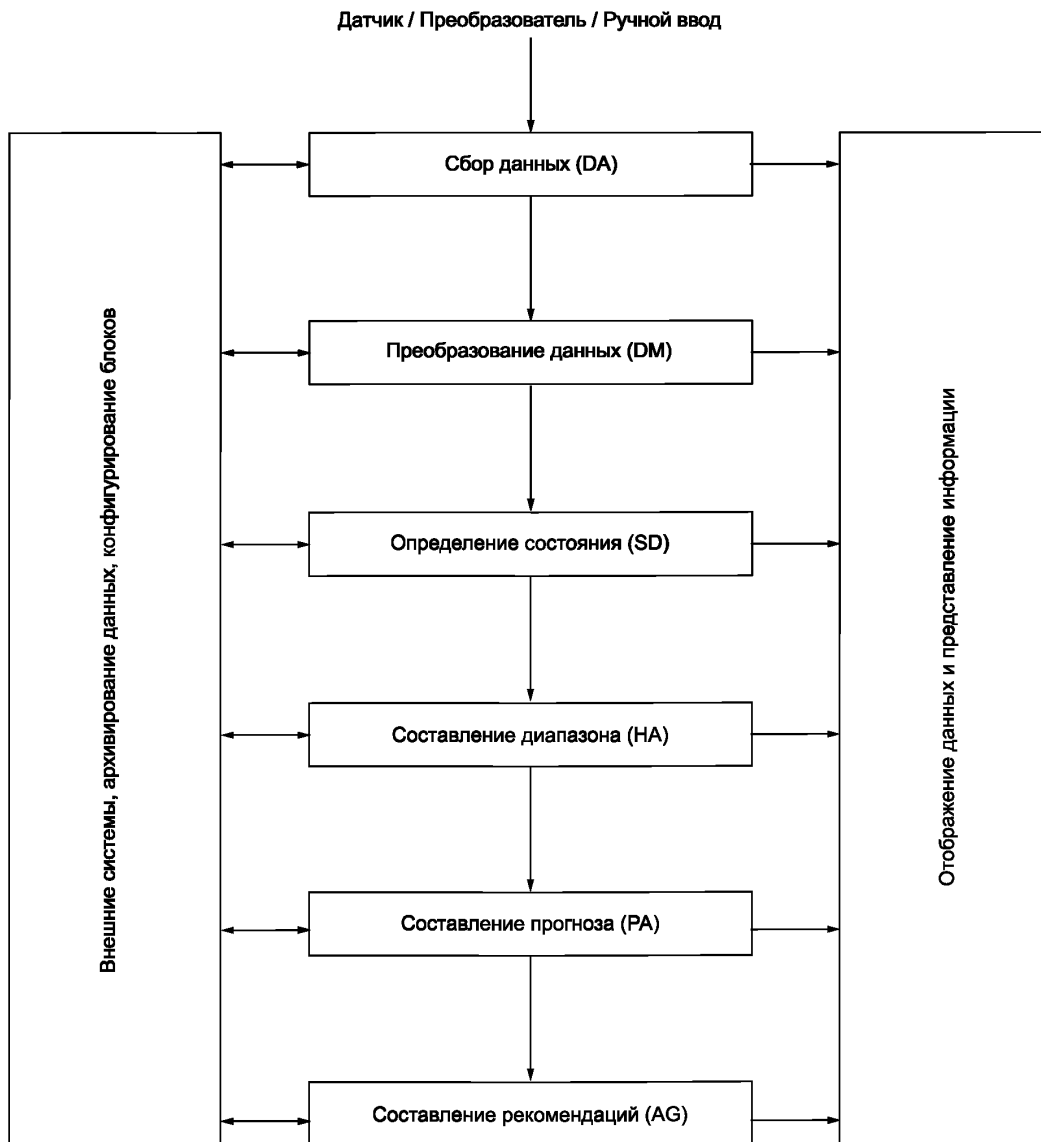 Датчик / Преобразователь / Ручной ввод
Сбор данных (DA)
Преобразование данных (DM)
Определение состояния (SD)
Составление диапазона (HA)
Составление прогноза (PA)
Составление рекомендаций (AG)
Внешние системы, архивирование данных, конфигурирование блоков
Отображение данных и представление информации